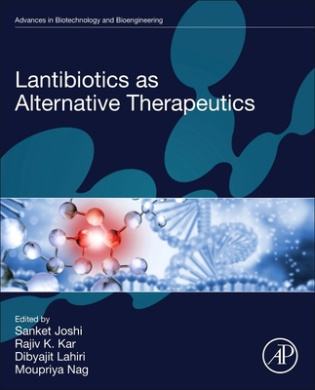 Advances in Biotechnology and Bioengineering
Lantibiotics as
Alternative Therapeutics
Edited by
Sanket Joshi
Rajiv K. Kar
Dibyajit Lahiri
Moupriya Nag
AP